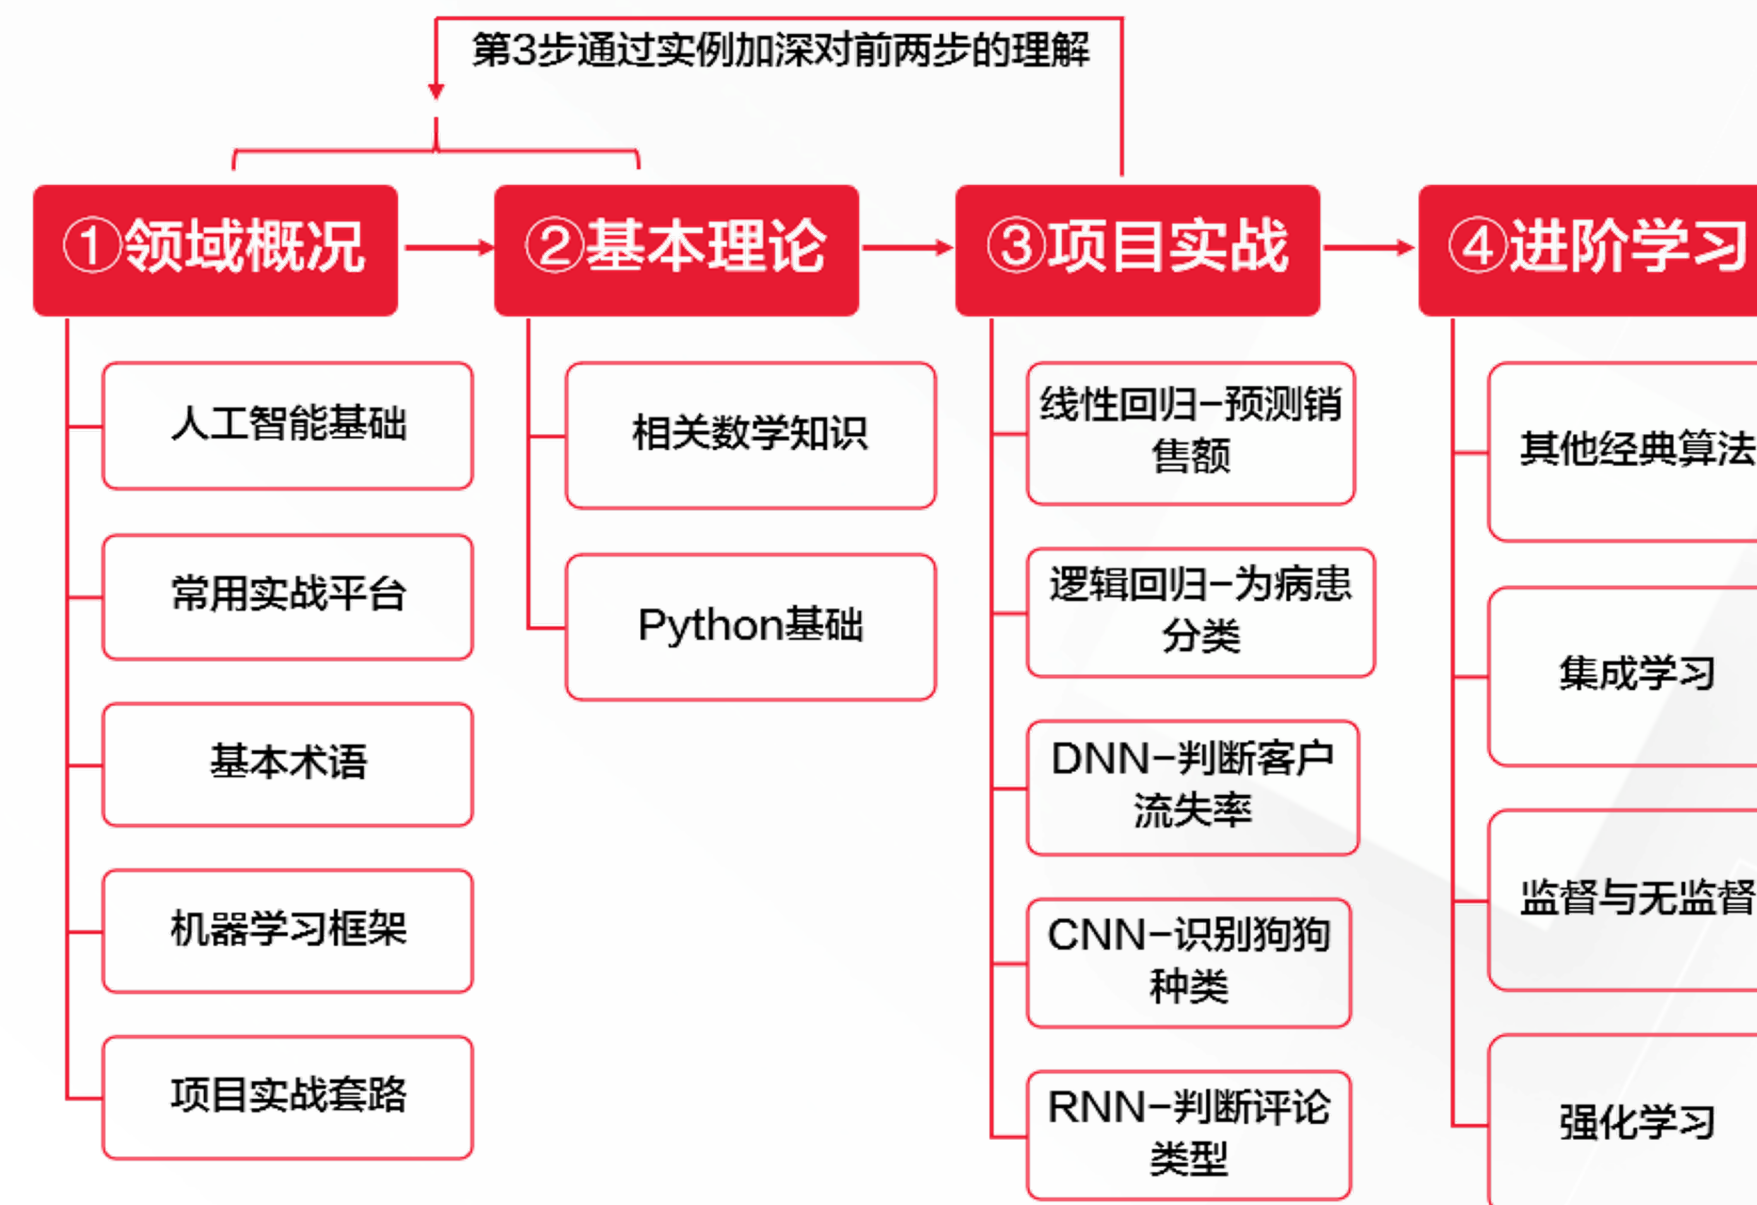 第3步通过实例加深对前两步的理解
①领域概况
②基本理论
③项目实战
④进阶学习
人工智能基础
常用实战平台
基本术语
机器学习框架
项目实战套路
相关数学知识
Python基础
线性回归-预测销
售额
逻辑回归-为病患
分类
DNN-判断客户
流失率
CNN-识别狗狗
种类
RNN-判断评论
类型
其他经典算法
集成学习
监督与无监督
强化学习